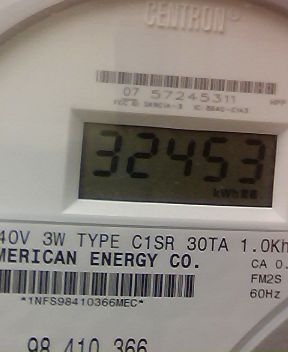 CENTRON®
07 57245311
32453
kWh
40V 3W TYPE C1SR 30TA 1.0Kh
MERICAN ENERGY CO.
CA 0.
FM2S
*1NFS98410366MEC*
60Hz
98 410 366